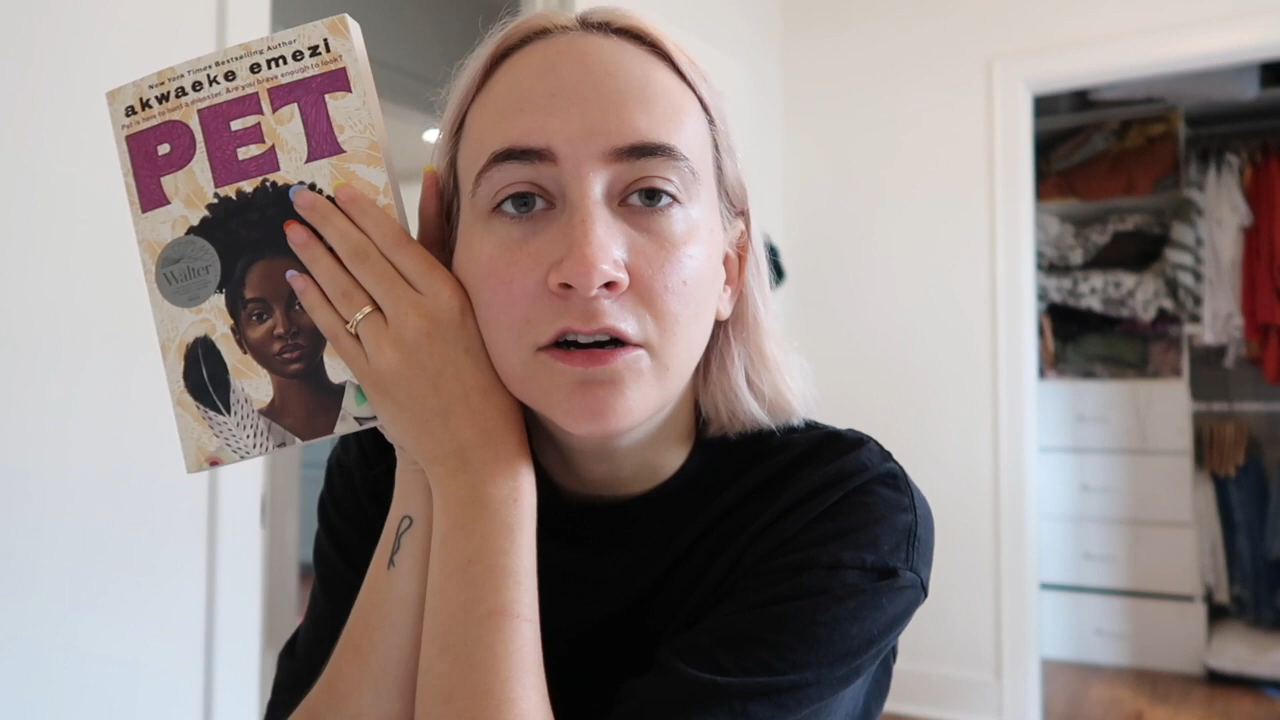 New York Times Bestselling Author
akwaeke emezi
Pet is here to hunt a monster. Are you brave enough to look?
PET
Walter